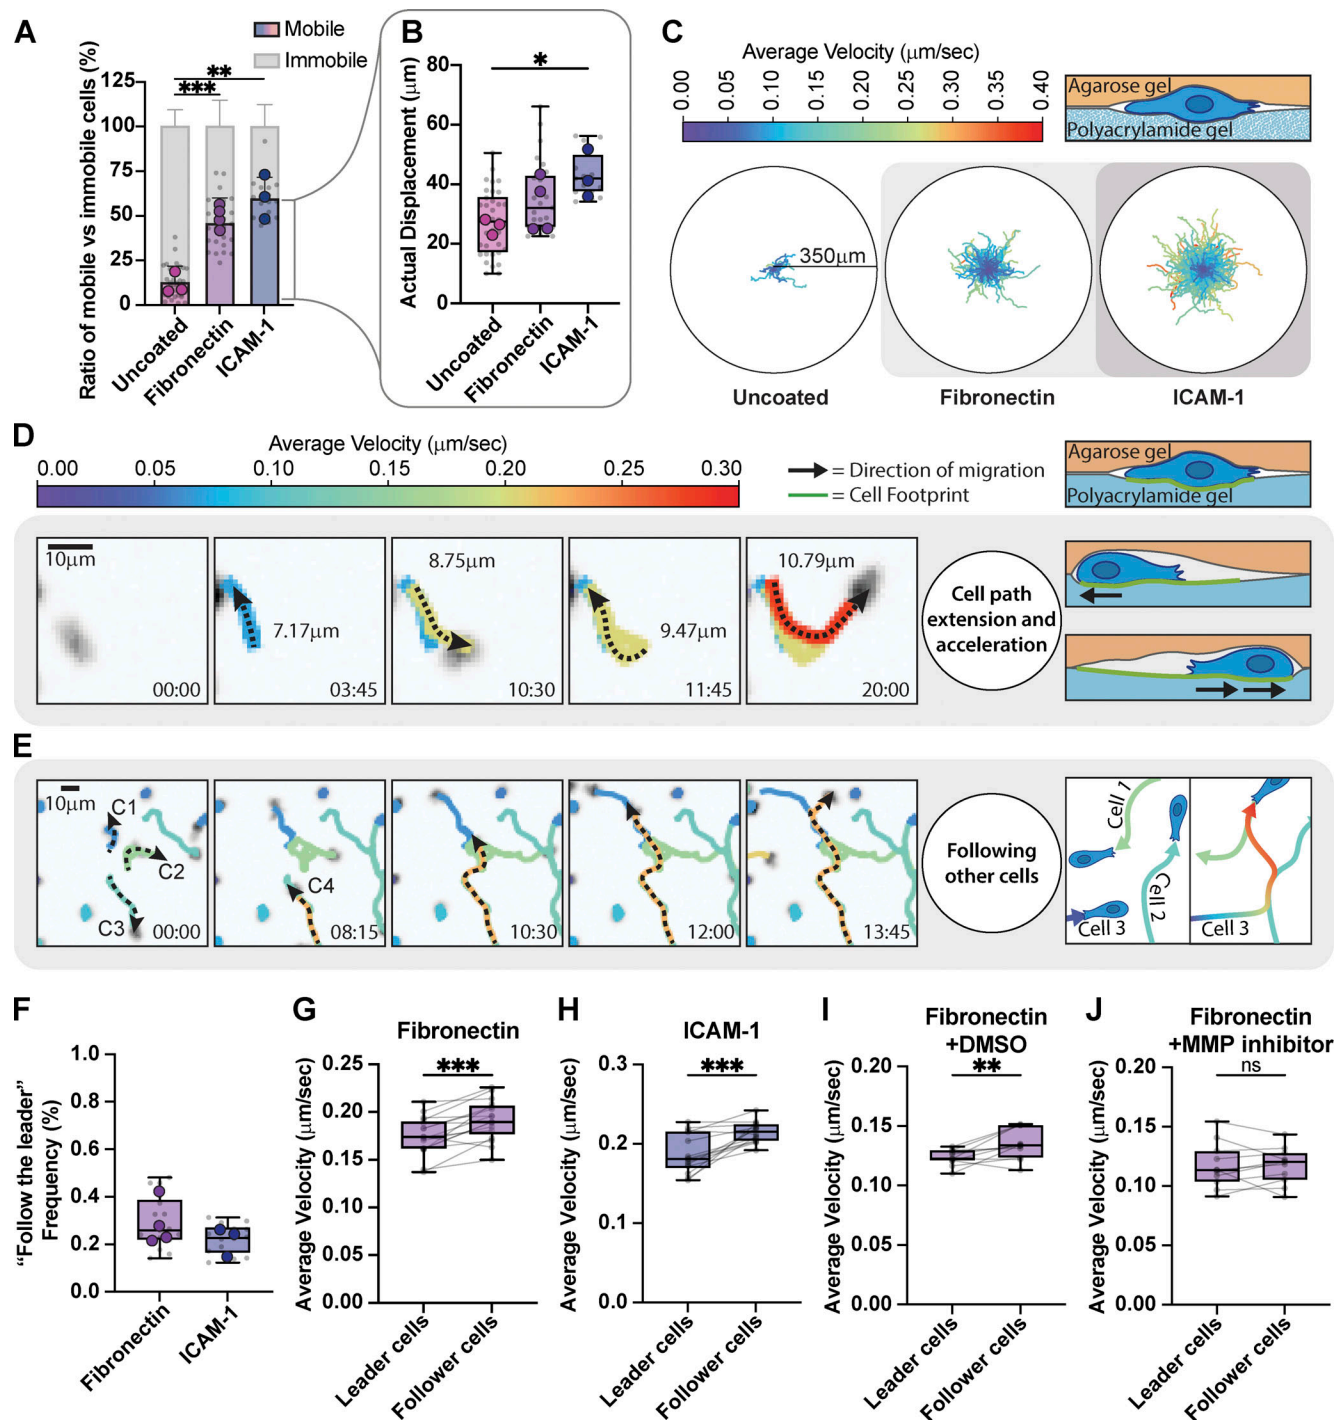 A
Mobile
Immobile
Ratio of mobile vs immobile cells (%)
125
100
75
50
25
0
**
***
Uncoated
Fibronectin
ICAM-1
B
Actual Displacement (μm)
80
60
40
20
0
*
Uncoated
Fibronectin
ICAM-1
C
Average Velocity (μm/sec)
0.00
0.05
0.10
0.15
0.20
0.25
0.30
0.35
0.40
Agarose gel
Polyacrylamide gel
350μm
Uncoated
Fibronectin
ICAM-1
D
Average Velocity (μm/sec)
0.00 0.05 0.10 0.15 0.20 0.25 0.30
= Direction of migration
= Cell Footprint
Agarose gel
Polyacrylamide gel
10μm
00:00
7.17μm
03:45
8.75μm
10:30
9.47μm
11:45
10.79μm
20:00
Cell path
extension and
acceleration
E
10μm
C1
C2
C3
00:00
C4
08:15
10:30
12:00
13:45
Following
other cells
Cell 1
Cell 2
Cell 3
Cell 3
F
“Follow the leader”
Frequency (%)
1.0
0.8
0.6
0.4
0.2
0.0
Fibronectin
ICAM-1
G
Fibronectin
Average Velocity (μm/sec)
0.25
0.20
0.15
0.10
0.05
0.00
***
Leader cells
Follower cells
H
ICAM-1
Average Velocity (μm/sec)
0.3
0.2
0.1
0.0
***
Leader cells
Follower cells
I
Fibronectin
+DMSO
Average Velocity (μm/sec)
0.20
0.15
0.10
0.05
0.00
**
Leader cells
Follower cells
J
Fibronectin
+MMP inhibitor
Average Velocity (μm/sec)
0.20
0.15
0.10
0.05
0.00
ns
Leader cells
Follower cells